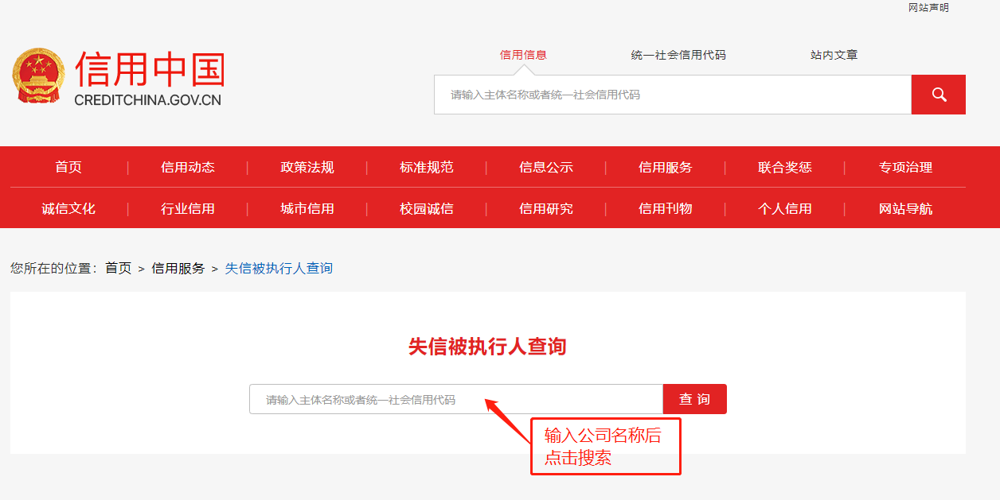 网站声明
信用中国
CREDITCHINA.GOV.CN
信用信息 统一社会信用代码 站内文章
请输入主体名称或者统一社会信用代码
首页 | 信用动态 | 政策法规 | 标准规范 | 信息公示 | 信用服务 | 联合奖惩 | 专项治理
诚信文化 | 行业信用 | 城市信用 | 校园诚信 | 信用研究 | 信用刊物 | 个人信用 | 网站导航
您所在的位置：首页 > 信用服务 > 失信被执行人查询
失信被执行人查询
请输入主体名称或者统一社会信用代码 查 询
输入公司名称后
点击搜索